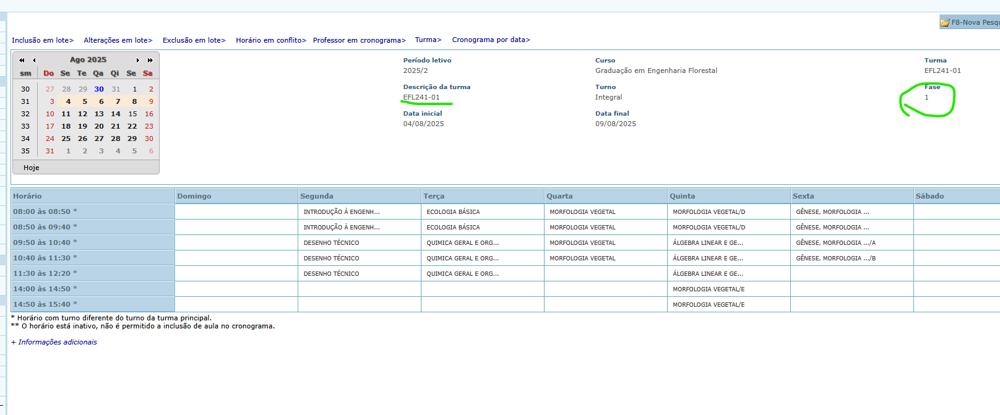 F8-Nova Pesqu
Inclusão em lote> Alterações em lote> Exclusão em lote> Horário em conflito> Professor em cronograma> Turma> Cronograma por data>
Ago 2025
sm Do Se Te Qa Qi Se Sa
30 27 28 29 30 31 1 2
31 3 4 5 6 7 8 9
32 10 11 12 13 14 15 16
33 17 18 19 20 21 22 23
34 24 25 26 27 28 29 30
35 31 1 2 3 4 5 6
Hoje
Período letivo Curso Turma
2025/2 Graduação em Engenharia Florestal EFL241-01
Descrição da turma Turno Fase
EFL241-01 Integral 1
Data inicial Data final
04/08/2025 09/08/2025
Horário Domingo Segunda Terça Quarta Quinta Sexta Sábado
08:00 às 08:50 * INTRODUÇÃO À ENGENH... ECOLOGIA BÁSICA MORFOLOGIA VEGETAL MORFOLOGIA VEGETAL/D GÊNESE, MORFOLOGIA ...
08:50 às 09:40 * INTRODUÇÃO À ENGENH... ECOLOGIA BÁSICA MORFOLOGIA VEGETAL MORFOLOGIA VEGETAL/D GÊNESE, MORFOLOGIA ...
09:50 às 10:40 * DESENHO TÉCNICO QUIMICA GERAL E ORG... MORFOLOGIA VEGETAL ÁLGEBRA LINEAR E GE... GÊNESE, MORFOLOGIA .../A
10:40 às 11:30 * DESENHO TÉCNICO QUIMICA GERAL E ORG... MORFOLOGIA VEGETAL ÁLGEBRA LINEAR E GE... GÊNESE, MORFOLOGIA .../B
11:30 às 12:20 * DESENHO TÉCNICO QUIMICA GERAL E ORG... ÁLGEBRA LINEAR E GE...
14:00 às 14:50 * MORFOLOGIA VEGETAL/E
14:50 às 15:40 * MORFOLOGIA VEGETAL/E
* Horário com turno diferente do turno da turma principal.
** O horário está inativo, não é permitido a inclusão de aula no cronograma.
+ Informações adicionais